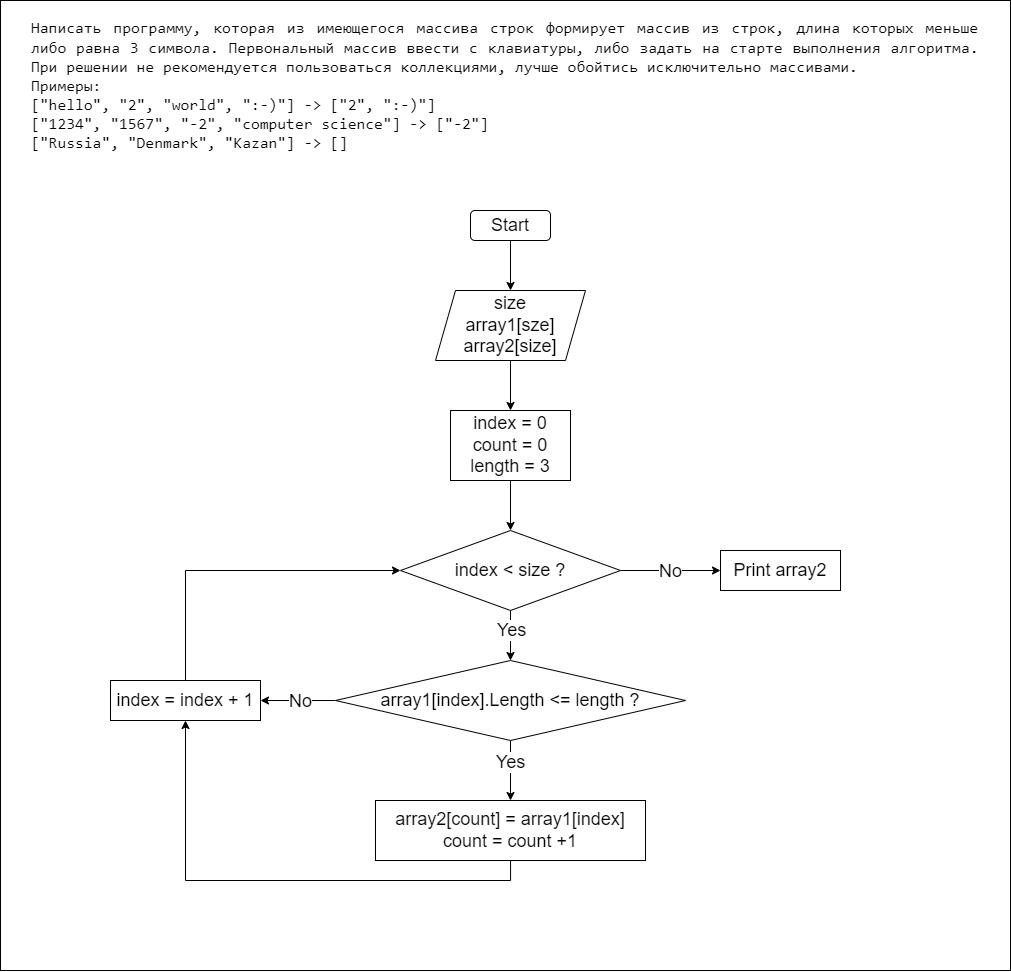 Написать программу, которая из имеющегося массива строк формирует массив из строк, длина которых меньше
либо равна 3 символа. Первональный массив ввести с клавиатуры, либо задать на старте выполнения алгоритма.
При решении не рекомендуется пользоваться коллекциями, лучше обойтись исключительно массивами.
Примеры:
["hello", "2", "world", ":-)"] -> ["2", ":-)"]
["1234", "1567", "-2", "computer science"] -> ["-2"]
["Russia", "Denmark", "Kazan"] -> []
Start
size
array1[sze]
array2[size]
index = 0
count = 0
length = 3
index < size ?
No
Print array2
Yes
index = index + 1
No
array1[index].Length <= length ?
Yes
array2[count] = array1[index]
count = count +1